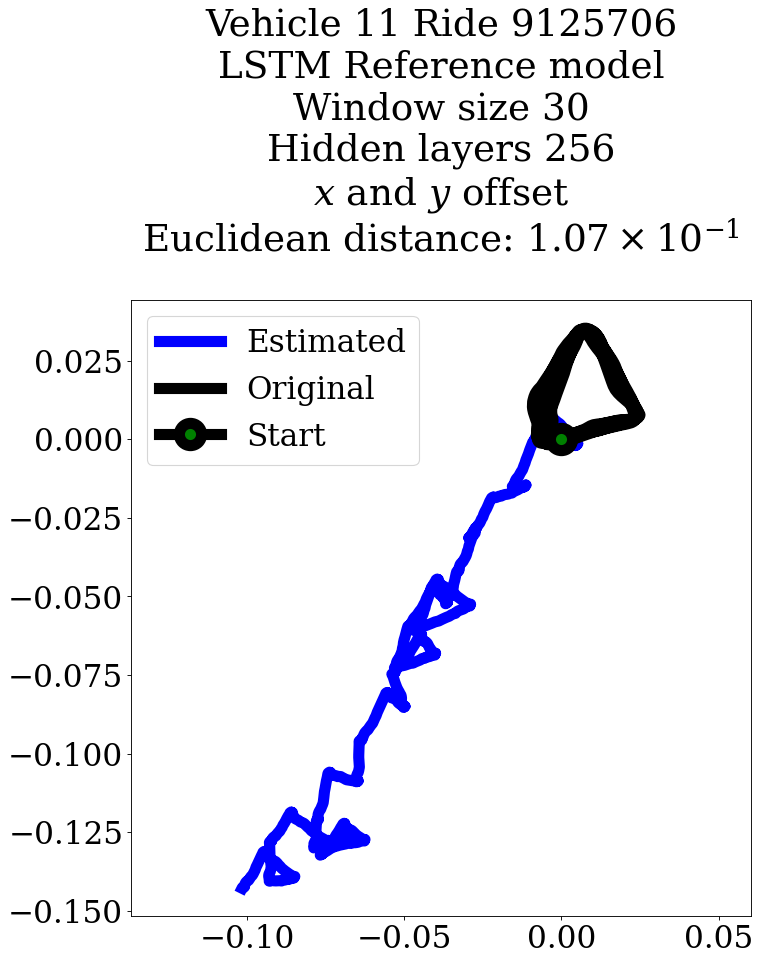 Vehicle 11 Ride 9125706
LSTM Reference model
Window size 30
Hidden layers 256
x and y offset
Euclidean distance: 1.07 × 10⁻¹
Estimated
Original
Start
0.025
0.000
−0.025
−0.050
−0.075
−0.100
−0.125
−0.150
−0.10 −0.05 0.00 0.05